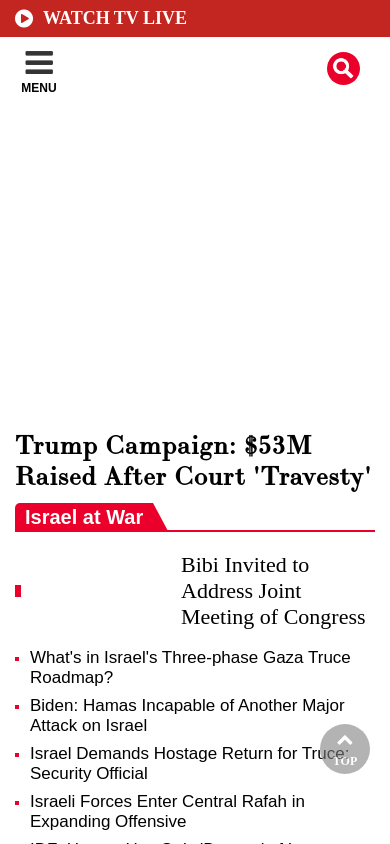 WATCH TV LIVE
MENU
Trump Campaign: $53M
Raised After Court 'Travesty'
Israel at War
Bibi Invited to
Address Joint
Meeting of Congress
What's in Israel's Three-phase Gaza Truce
Roadmap?
Biden: Hamas Incapable of Another Major
Attack on Israel
Israel Demands Hostage Return for Truce:
Security Official
TOP
Israeli Forces Enter Central Rafah in
Expanding Offensive